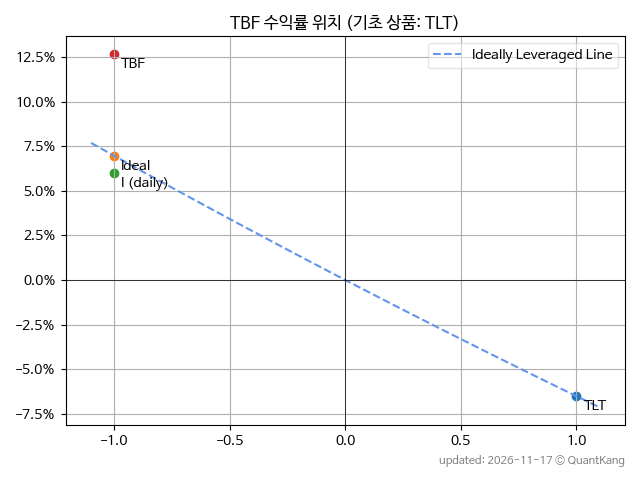 TBF 수익률 위치 (기초 상품: TLT)
Ideally Leveraged Line
12.5%
10.0%
7.5%
5.0%
2.5%
0.0%
−2.5%
−5.0%
−7.5%
TBF
Ideal
I (daily)
TLT
−1.0
−0.5
0.0
0.5
1.0
updated: 2026-11-17 © QuantKang